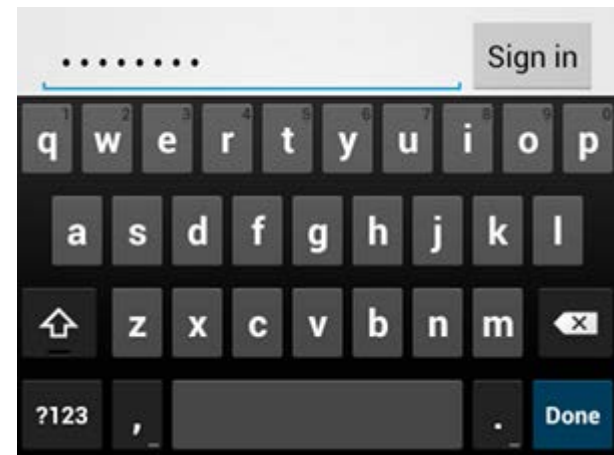 •••••••• Sign in
1 2 3 4 5 6 7 8 9 0
q w e r t y u i o p
a s d f g h j k l
z x c v b n m
?123 , . Done